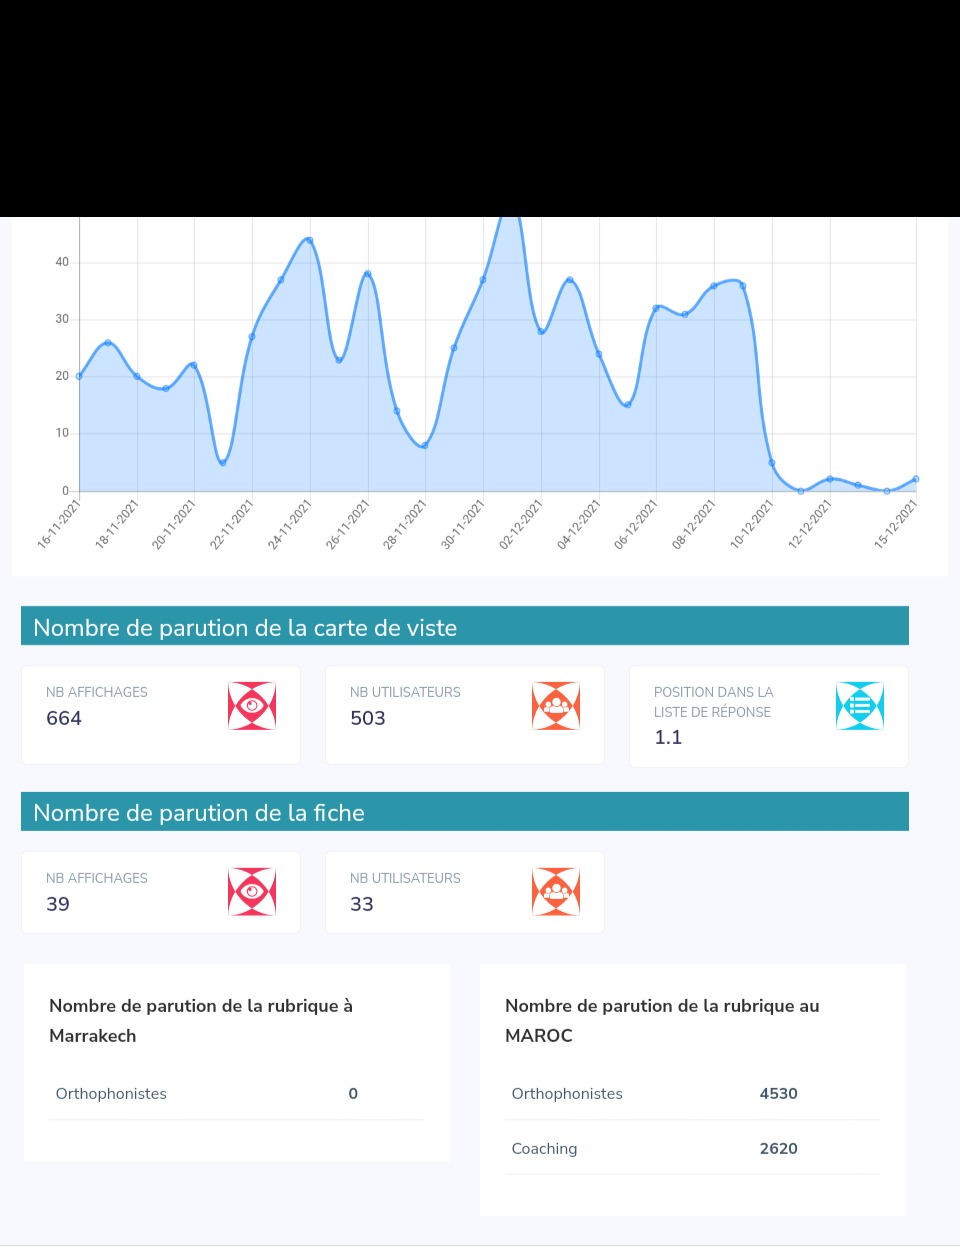 40
30
20
10
0
16-11-2021
18-11-2021
20-11-2021
22-11-2021
24-11-2021
26-11-2021
28-11-2021
30-11-2021
02-12-2021
04-12-2021
06-12-2021
08-12-2021
10-12-2021
12-12-2021
15-12-2021
Nombre de parution de la carte de viste
NB AFFICHAGES
664
NB UTILISATEURS
503
POSITION DANS LA
LISTE DE RÉPONSE
1.1
Nombre de parution de la fiche
NB AFFICHAGES
39
NB UTILISATEURS
33
Nombre de parution de la rubrique à
Marrakech
Orthophonistes 0
Nombre de parution de la rubrique au
MAROC
Orthophonistes 4530
Coaching 2620